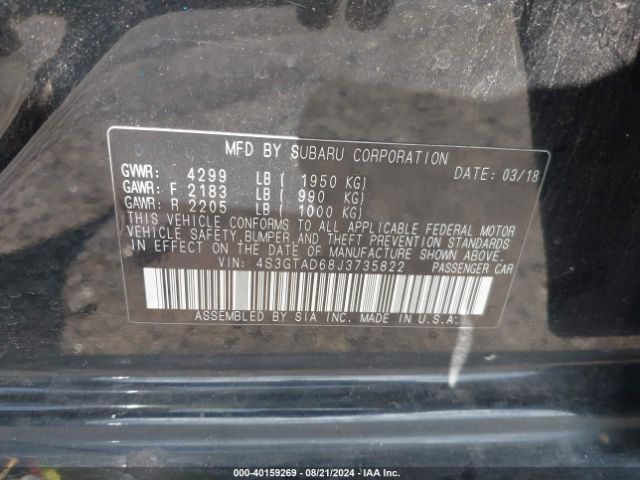 MFD BY SUBARU CORPORATION
GVWR: 4299 LB ( 1950 KG) DATE: 03/18
GAWR: F 2183 LB ( 990 KG)
GAWR: R 2205 LB ( 1000 KG)
THIS VEHICLE CONFORMS TO ALL APPLICABLE FEDERAL MOTOR
VEHICLE SAFETY, BUMPER, AND THEFT PREVENTION STANDARDS
IN EFFECT ON THE DATE OF MANUFACTURE SHOWN ABOVE.
VIN: 4S3GTAD68J3735822 PASSENGER CAR
ASSEMBLED BY SIA INC. MADE IN U.S.A.
000-40159269 - 08/21/2024 - IAA Inc.